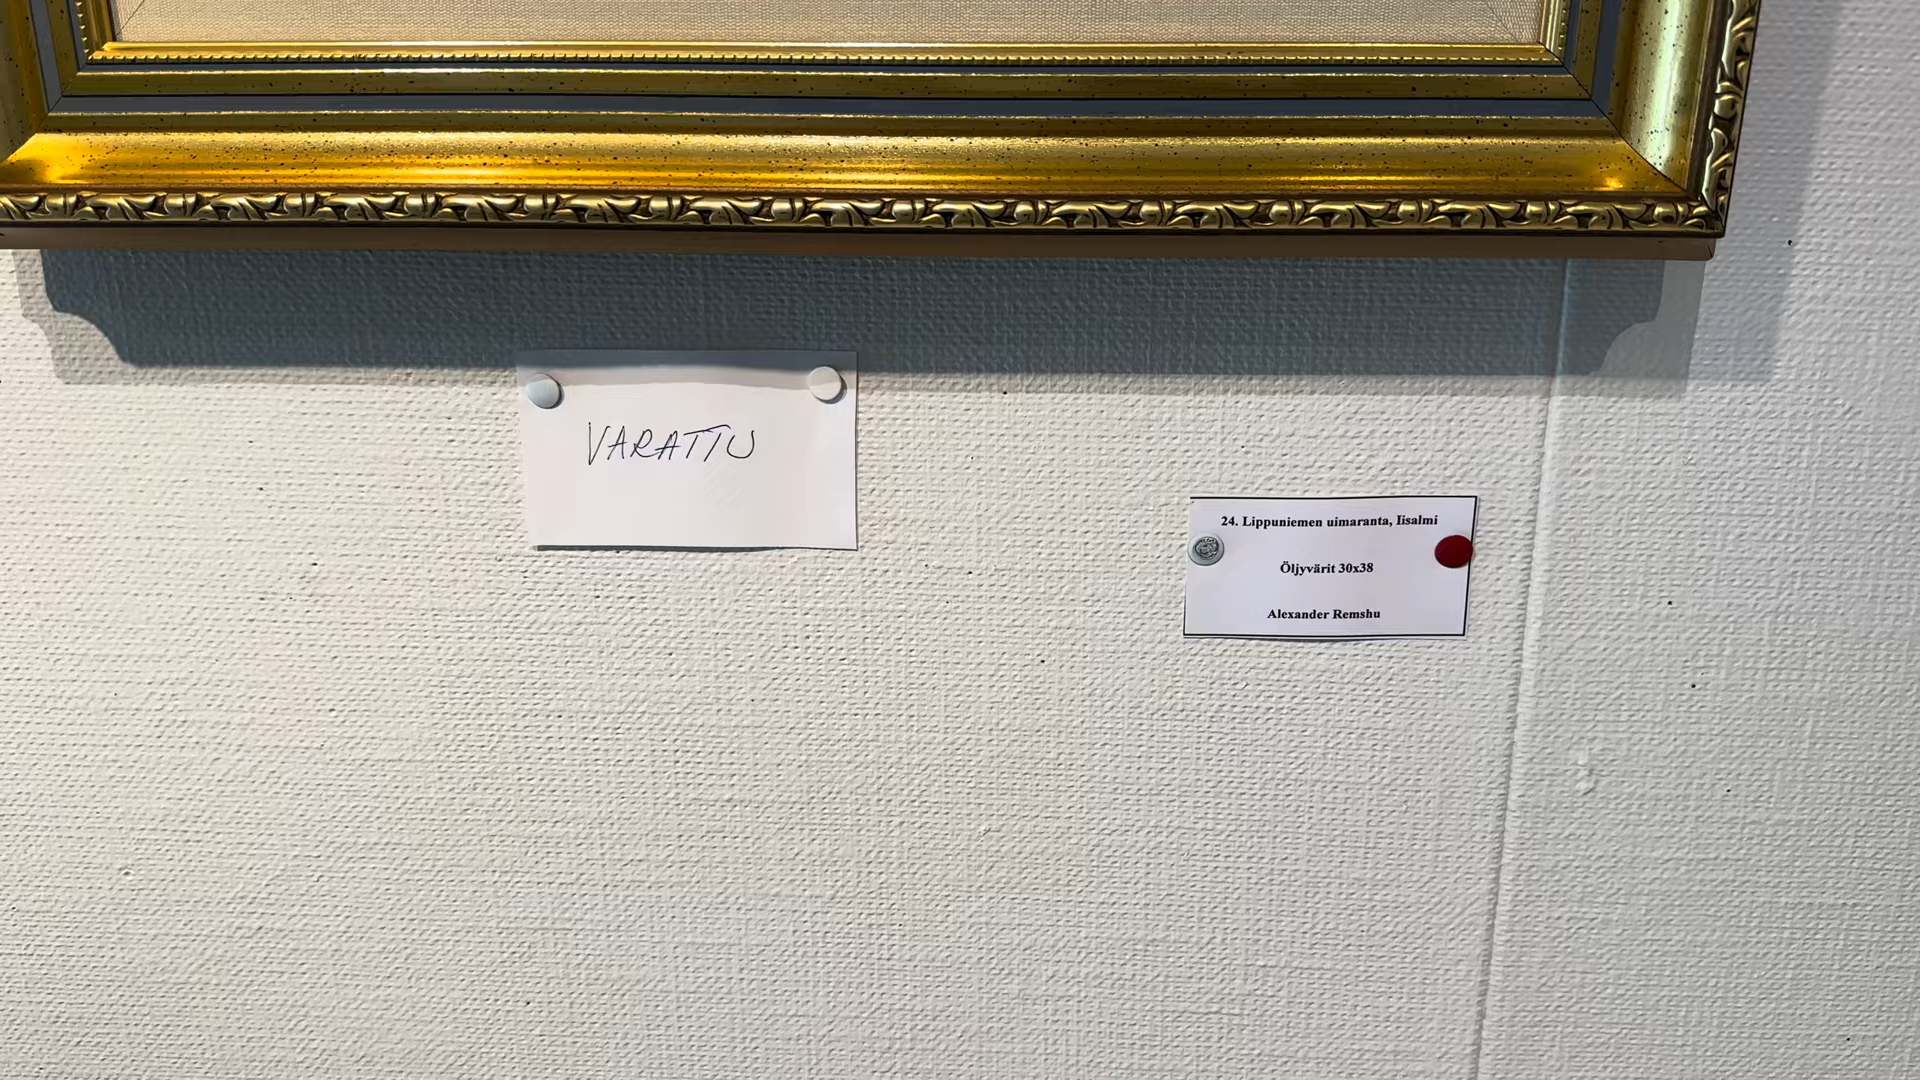 VARATTU
24. Lippuniemen uimaranta, Iisalmi
Öljyvärit 30x38
Alexander Remshu